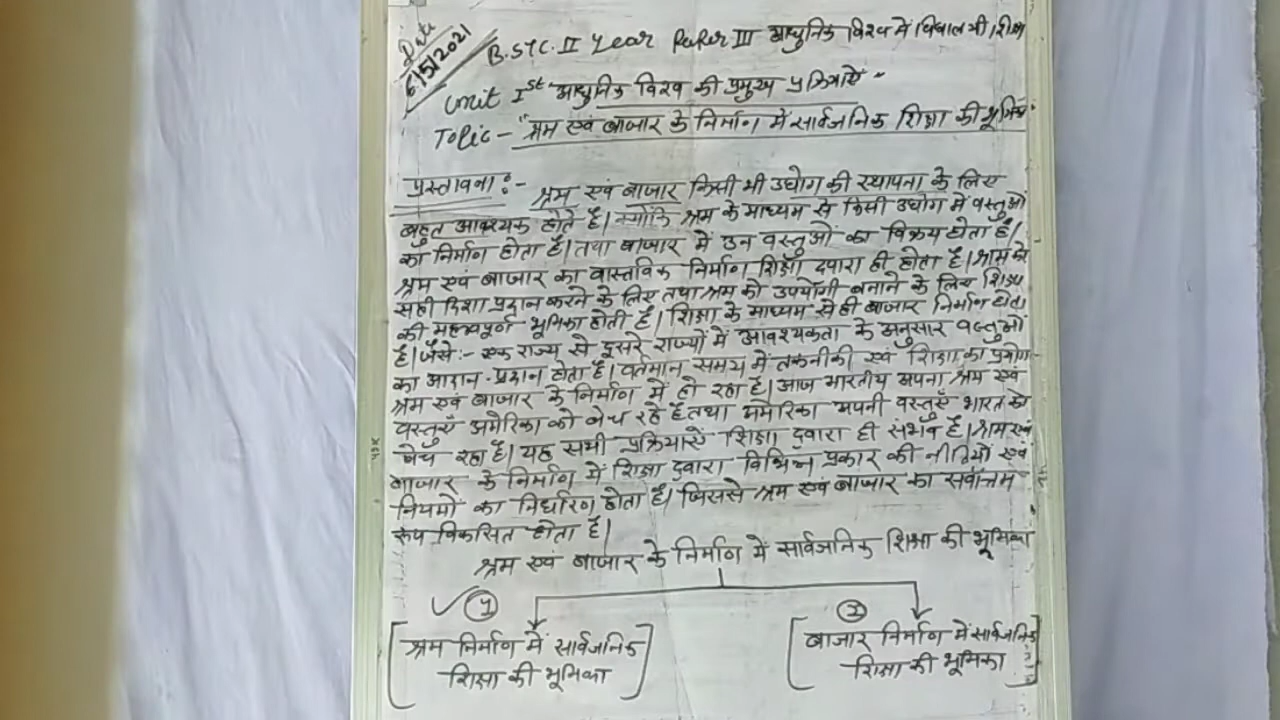 Date
6/5/2021
B.STC. II Year Paper III आधुनिक विश्व में विद्यालयी शिक्षा
Unit Ist "आधुनिक विश्व की प्रमुख प्रक्रियायें"
Topic - "श्रम एवं बाजार के निर्माण में सार्वजनिक शिक्षा की भूमिका"
प्रस्तावना :- श्रम एवं बाजार किसी भी उद्योग की स्थापना के लिए
बहुत आवश्यक होते हैं। क्योंकि श्रम के माध्यम से किसी उद्योग में वस्तुओं
का निर्माण होता है। तथा बाजार में उन वस्तुओं का विक्रय होता है।
श्रम एवं बाजार का वास्तविक निर्माण शिक्षा द्वारा ही होता है। श्रम को
सही दिशा प्रदान करने के लिए तथा श्रम को उपयोगी बनाने के लिए शिक्षा
की महत्वपूर्ण भूमिका होती है। शिक्षा के माध्यम से ही बाजार निर्माण होता
है। जैसे :- एक राज्य से दूसरे राज्यों में आवश्यकता के अनुसार वस्तुओं
का आदान-प्रदान होता है। वर्तमान समय में तकनीकी एवं शिक्षा का प्रयोग
श्रम एवं बाजार के निर्माण में हो रहा है। आज भारतीय अपना श्रम एवं
वस्तुएँ अमेरिका को बेच रहे हैं तथा अमेरिका अपनी वस्तुएँ भारत को
बेच रहा है। यह सभी प्रक्रियाएँ शिक्षा द्वारा ही संभव है। श्रम एवं
बाजार के निर्माण में शिक्षा द्वारा विभिन्न प्रकार की नीतियों एवं
नियमों का निर्धारण होता है। जिससे श्रम एवं बाजार का सर्वोत्तम
रूप विकसित होता है।
श्रम एवं बाजार के निर्माण में सार्वजनिक शिक्षा की भूमिका
1
श्रम निर्माण में सार्वजनिक
शिक्षा की भूमिका
2
बाजार निर्माण में सार्वजनिक
शिक्षा की भूमिका